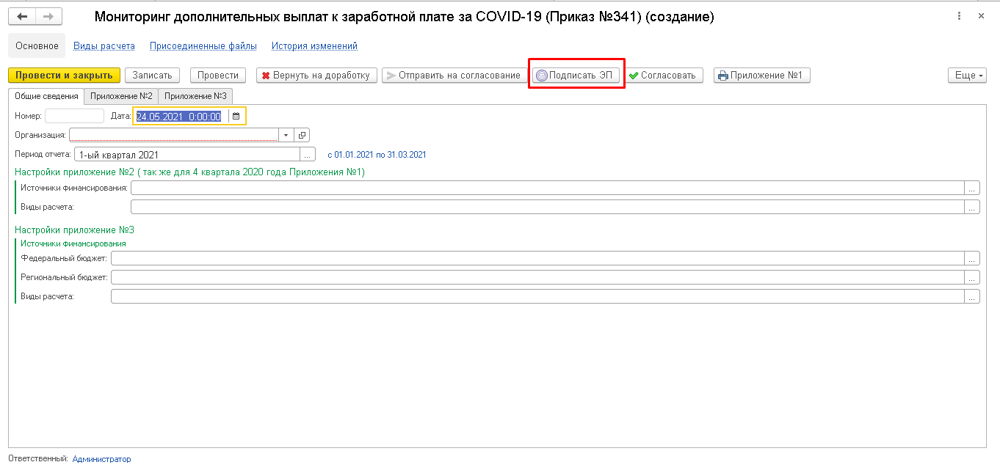 Мониторинг дополнительных выплат к заработной плате за COVID-19 (Приказ №341) (создание)
Основное Виды расчета Присоединенные файлы История изменений
Провести и закрыть Записать Провести Вернуть на доработку Отправить на согласование Подписать ЭП Согласовать Приложение №1 Еще
Общие сведения Приложение №2 Приложение №3
Номер: Дата: 24.05.2021 0:00:00
Организация:
Период отчета: 1-ый квартал 2021 ... с 01.01.2021 по 31.03.2021
Настройки приложение №2 ( так же для 4 квартала 2020 года Приложения №1)
Источники финансирования: ...
Виды расчета: ...
Настройки приложение №3
Источники финансирования
Федеральный бюджет: ...
Региональный бюджет: ...
Виды расчета: ...
Ответственный: Администратор